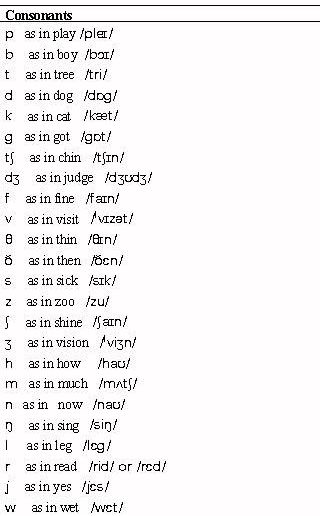 Consonants
p as in play /pleɪ/
b as in boy /bɔɪ/
t as in tree /tri/
d as in dog /dɒg/
k as in cat /kæt/
g as in got /gɒt/
tʃ as in chin /tʃɪn/
dʒ as in judge /dʒʊdʒ/
f as in fine /faɪn/
v as in visit /ˈvɪzət/
θ as in thin /θɪn/
ð as in then /ðɛn/
s as in sick /sɪk/
z as in zoo /zu/
ʃ as in shine /ʃaɪn/
ʒ as in vision /ˈviʒn/
h as in how /haʊ/
m as in much /mʌtʃ/
n as in now /naʊ/
ŋ as in sing /siŋ/
l as in leg /lɛg/
r as in read /rid/ or /rɛd/
j as in yes /jɛs/
w as in wet /wɛt/